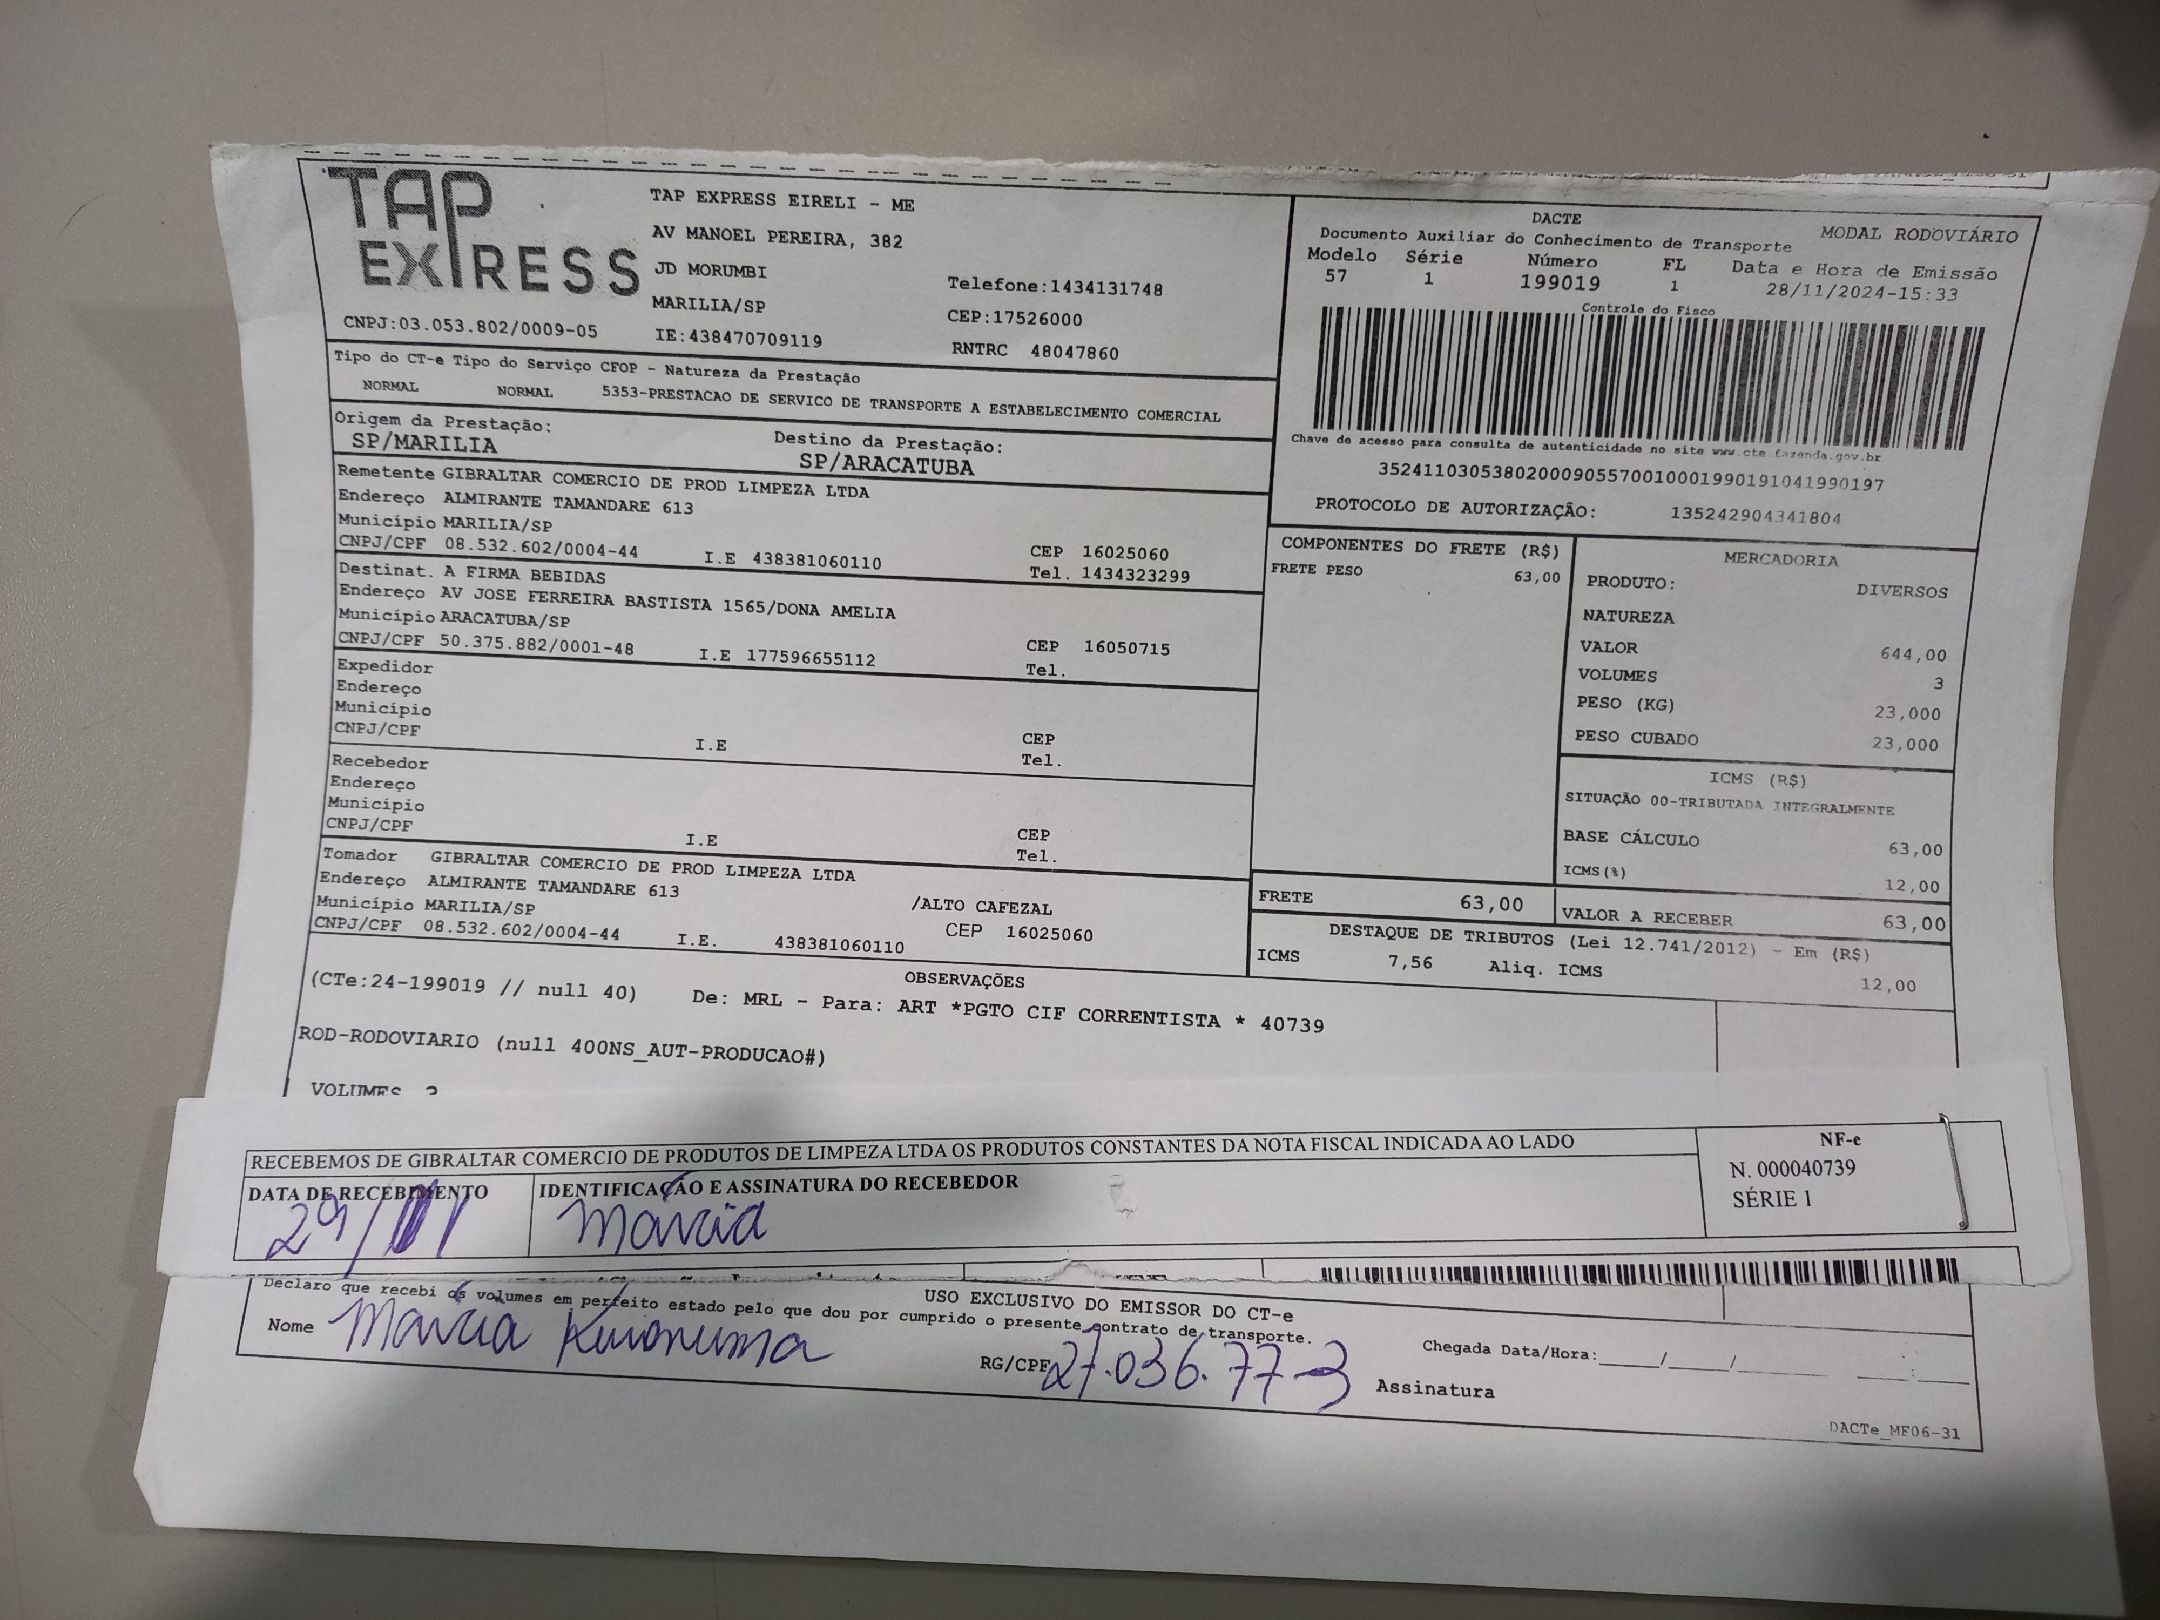 TAP
EXPRESS
TAP EXPRESS EIRELI - ME
AV MANOEL PEREIRA, 382
JD MORUMBI
Telefone:1434131748
MARILIA/SP
CEP:17526000
CNPJ:03.053.802/0009-05
IE:438470709119
RNTRC 48047860
DACTE
MODAL RODOVIÁRIO
Documento Auxiliar do Conhecimento de Transporte
Modelo Série Número FL Data e Hora de Emissão
57 1 199019 1 28/11/2024-15:33
Controle do Fisco
Chave de acesso para consulta de autenticidade no site www.cte.fazenda.gov.br
35241103053802000905570010001990191041990197
PROTOCOLO DE AUTORIZAÇÃO: 135242904341804
Tipo do CT-e Tipo do Serviço CFOP - Natureza da Prestação
NORMAL NORMAL 5353-PRESTACAO DE SERVICO DE TRANSPORTE A ESTABELECIMENTO COMERCIAL
Origem da Prestação: Destino da Prestação:
SP/MARILIA SP/ARACATUBA
Remetente GIBRALTAR COMERCIO DE PROD LIMPEZA LTDA
Endereço ALMIRANTE TAMANDARE 613
Município MARILIA/SP CEP 16025060
CNPJ/CPF 08.532.602/0004-44 I.E 438381060110 Tel. 1434323299
Destinat. A FIRMA BEBIDAS
Endereço AV JOSE FERREIRA BASTISTA 1565/DONA AMELIA
Município ARACATUBA/SP CEP 16050715
CNPJ/CPF 50.375.882/0001-48 I.E 177596655112 Tel.
Expedidor
Endereço
Município CEP
CNPJ/CPF I.E Tel.
Recebedor
Endereço
Município CEP
CNPJ/CPF I.E Tel.
Tomador GIBRALTAR COMERCIO DE PROD LIMPEZA LTDA
Endereço ALMIRANTE TAMANDARE 613 /ALTO CAFEZAL
Município MARILIA/SP CEP 16025060
CNPJ/CPF 08.532.602/0004-44 I.E. 438381060110
COMPONENTES DO FRETE (R$)
FRETE PESO 63,00
MERCADORIA
PRODUTO: DIVERSOS
NATUREZA
VALOR 644,00
VOLUMES 3
PESO (KG) 23,000
PESO CUBADO 23,000
ICMS (R$)
SITUAÇÃO 00-TRIBUTADA INTEGRALMENTE
BASE CÁLCULO 63,00
ICMS(%) 12,00
FRETE 63,00
VALOR A RECEBER 63,00
DESTAQUE DE TRIBUTOS (Lei 12.741/2012) - Em (R$)
ICMS 7,56 Aliq. ICMS 12,00
OBSERVAÇÕES
(CTe:24-199019 // null 40) De: MRL - Para: ART *PGTO CIF CORRENTISTA * 40739
ROD-RODOVIARIO (null 400NS_AUT-PRODUCAO#)
VOLUMES
RECEBEMOS DE GIBRALTAR COMERCIO DE PRODUTOS DE LIMPEZA LTDA OS PRODUTOS CONSTANTES DA NOTA FISCAL INDICADA AO LADO
NF-e
N. 000040739
SÉRIE 1
DATA DE RECEBIMENTO IDENTIFICAÇÃO E ASSINATURA DO RECEBEDOR
29/11 Márcia
USO EXCLUSIVO DO EMISSOR DO CT-e
Declaro que recebi os volumes em perfeito estado pelo que dou por cumprido o presente contrato de transporte.
Nome Márcia
RG/CPF
Chegada Data/Hora:_____/_____/_______ ____:____
Assinatura
DACTe_MF06-31